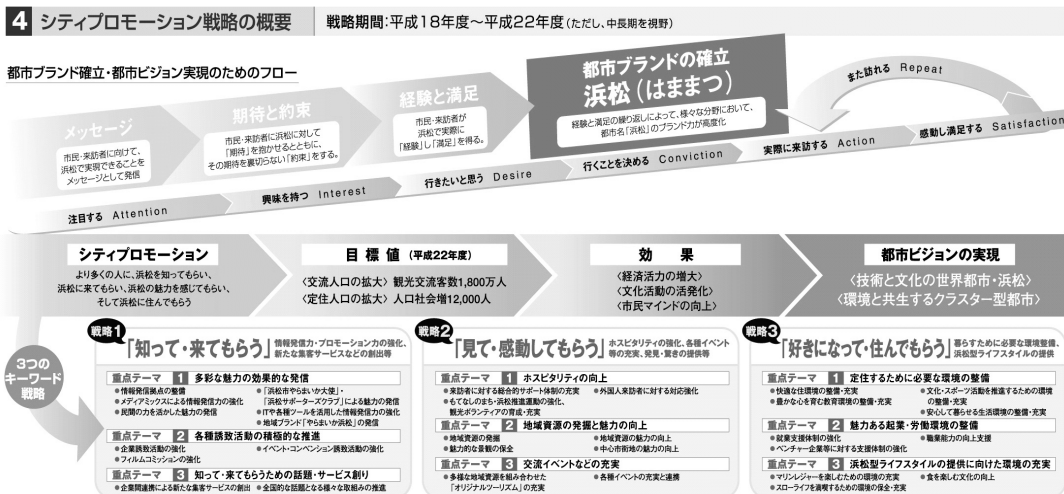 4 シティプロモーション戦略の概要
戦略期間:平成18年度～平成22年度(ただし、中長期を視野)
都市ブランド確立・都市ビジョン実現のためのフロー
メッセージ
市民・来訪者に向けて、
浜松で実現できることを
メッセージとして発信
期待と約束
市民・来訪者に浜松に対して
「期待」を抱かせるとともに、
その期待を裏切らない「約束」をする。
経験と満足
市民・来訪者が
浜松で実際に
「経験」し「満足」を得る。
都市ブランドの確立
浜松(はままつ)
経験と満足の繰り返しによって、様々な分野において、
都市名「浜松」のブランド力が高度化
また訪れる Repeat
注目する Attention
興味を持つ Interest
行きたいと思う Desire
行くことを決める Conviction
実際に来訪する Action
感動し満足する Satisfaction
シティプロモーション
より多くの人に、浜松を知ってもらい、
浜松に来てもらい、浜松の魅力を感じてもらい、
そして浜松に住んでもらう
目標値(平成22年度)
〈交流人口の拡大〉観光交流客数1,800万人
〈定住人口の拡大〉人口社会増12,000人
効果
〈経済活力の増大〉
〈文化活動の活発化〉
〈市民マインドの向上〉
都市ビジョンの実現
〈技術と文化の世界都市・浜松〉
〈環境と共生するクラスター型都市〉
3つの
キーワード
戦略
戦略1
「知って・来てもらう」
情報発信力・プロモーション力の強化、
新たな集客サービスなどの創出等
重点テーマ 1 多彩な魅力の効果的な発信
●情報発信拠点の整備
●メディアミックスによる情報発信力の強化
●民間の力を活かした魅力の発信
●「浜松市やらまいか大使」・
「浜松サポーターズクラブ」による魅力の発信
●ITや各種ツールを活用した情報発信力の強化
●地域ブランド「やらまいか浜松」の発信
重点テーマ 2 各種誘致活動の積極的な推進
●企業誘致活動の強化
●イベント・コンベンション誘致活動の強化
●フィルムコミッションの強化
重点テーマ 3 知って・来てもらうための話題・サービス創り
●企業間連携による新たな集客サービスの創出
●全国的な話題となる様々な取組みの推進
戦略2
「見て・感動してもらう」
ホスピタリティの強化、各種イベント
等の充実、発見・驚きの提供等
重点テーマ 1 ホスピタリティの向上
●来訪者に対する総合的サポート体制の充実
●外国人来訪者に対する対応強化
●もてなしのまち・浜松推進運動の強化、
観光ボランティアの育成・充実
重点テーマ 2 地域資源の発掘と魅力の向上
●地域資源の発掘
●地域資源の魅力の向上
●魅力的な景観の保全
●中心市街地の魅力の向上
重点テーマ 3 交流イベントなどの充実
●多様な地域資源を組み合わせた
「オリジナルツーリズム」の充実
●各種イベントの充実と連携
戦略3
「好きになって・住んでもらう」
暮らすために必要な環境整備、
浜松型ライフスタイルの提供
重点テーマ 1 定住するために必要な環境の整備
●快適な住環境の整備・充実
●豊かな心を育む教育環境の整備・充実
●文化・スポーツ活動を推進するための環境
の整備・充実
●安心して暮らせる生活環境の整備・充実
重点テーマ 2 魅力ある起業・労働環境の整備
●就業支援体制の強化
●職業能力の向上支援
●ベンチャー企業等に対する支援体制の強化
重点テーマ 3 浜松型ライフスタイルの提供に向けた環境の充実
●マリンレジャーを楽しむための環境の充実
●食を楽しむ文化の向上
●スローライフを満喫するための環境の保全・充実